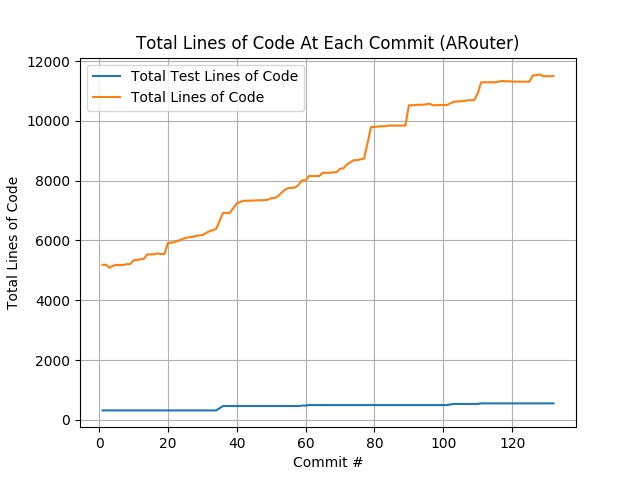 Total Lines of Code At Each Commit (ARouter)
Total Test Lines of Code
Total Lines of Code
12000
10000
8000
6000
4000
2000
0
Total Lines of Code
0 20 40 60 80 100 120
Commit #